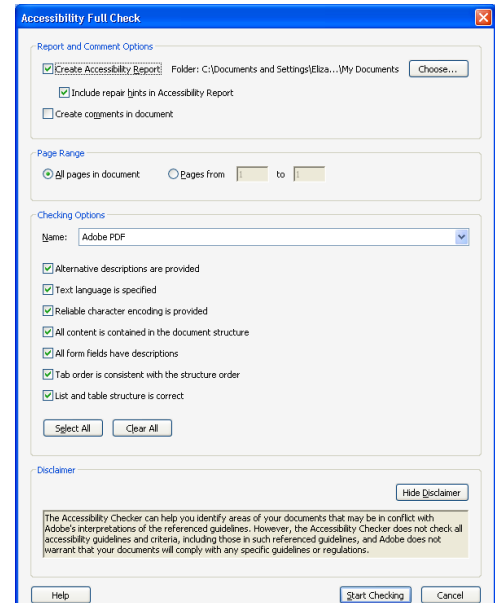 Accessibility Full Check
Report and Comment Options
Create Accessibility Report Folder: C:\Documents and Settings\Eliza...\My Documents Choose...
Include repair hints in Accessibility Report
Create comments in document
Page Range
All pages in document Pages from 1 to 1
Checking Options
Name: Adobe PDF
Alternative descriptions are provided
Text language is specified
Reliable character encoding is provided
All content is contained in the document structure
All form fields have descriptions
Tab order is consistent with the structure order
List and table structure is correct
Select All Clear All
Disclaimer
Hide Disclaimer
The Accessibility Checker can help you identify areas of your documents that may be in conflict with
Adobe's interpretations of the referenced guidelines. However, the Accessibility Checker does not check all
accessibility guidelines and criteria, including those in such referenced guidelines, and Adobe does not
warrant that your documents will comply with any specific guidelines or regulations.
Help Start Checking Cancel